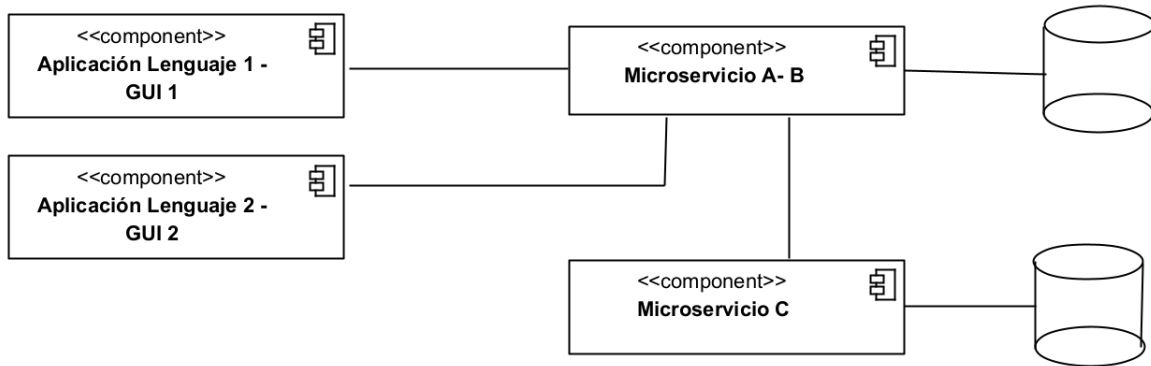 <<component>>
Aplicación Lenguaje 1 -
GUI 1
<<component>>
Microservicio A- B
<<component>>
Aplicación Lenguaje 2 -
GUI 2
<<component>>
Microservicio C